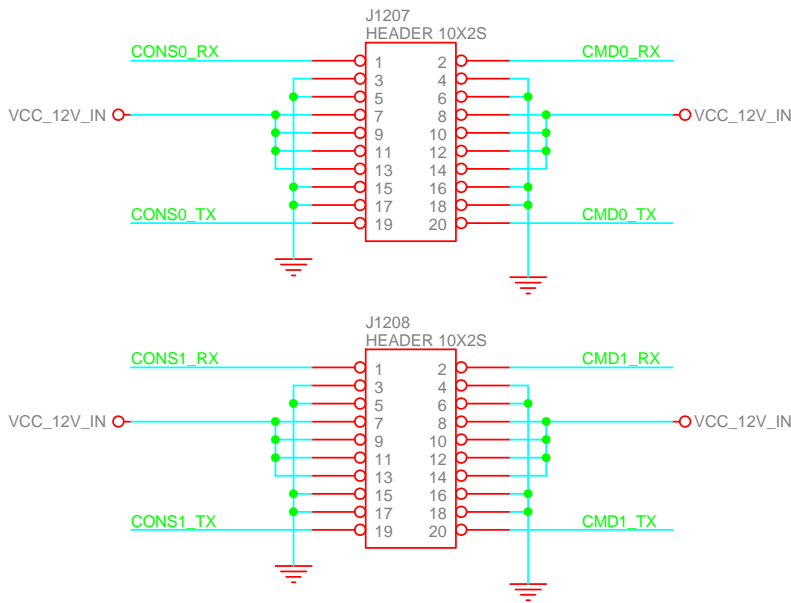 J1207
HEADER 10X2S
CONS0_RX 1 2 CMD0_RX
3 4
5 6
VCC_12V_IN 7 8 VCC_12V_IN
9 10
11 12
13 14
15 16
17 18
CONS0_TX 19 20 CMD0_TX
J1208
HEADER 10X2S
CONS1_RX 1 2 CMD1_RX
3 4
5 6
VCC_12V_IN 7 8 VCC_12V_IN
9 10
11 12
13 14
15 16
17 18
CONS1_TX 19 20 CMD1_TX